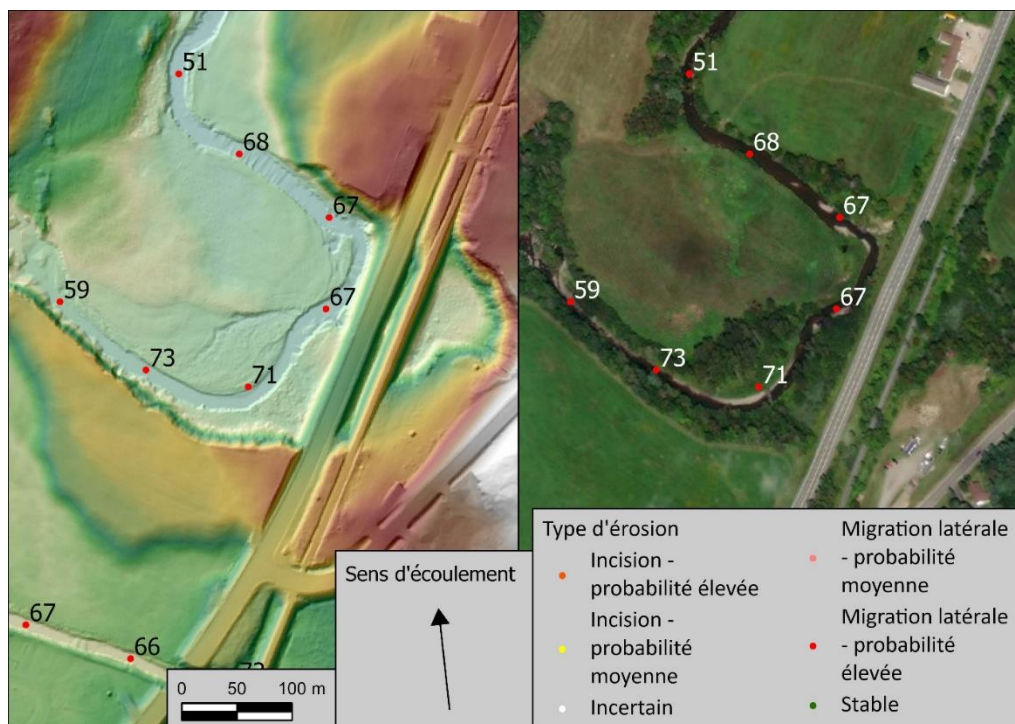 51
68
67
59
67
73
71
67
66
51
68
67
59
67
73
71
Sens d'écoulement
0 50 100 m
Type d'érosion
Incision -
probabilité élevée
Incision -
probabilité
moyenne
Incertain
Migration latérale
- probabilité
moyenne
Migration latérale
- probabilité
élevée
Stable